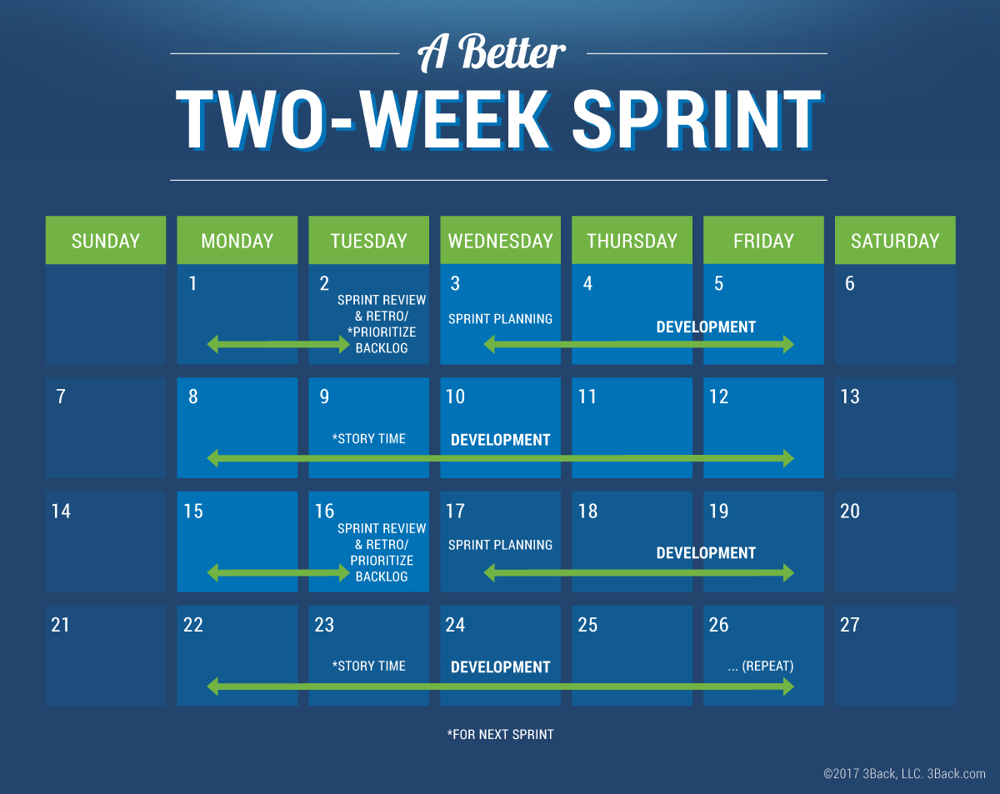 A Better
TWO-WEEK SPRINT
SUNDAY MONDAY TUESDAY WEDNESDAY THURSDAY FRIDAY SATURDAY
1 2 3 4 5 6
SPRINT REVIEW
& RETRO/
*PRIORITIZE
BACKLOG
SPRINT PLANNING
DEVELOPMENT
7 8 9 10 11 12 13
*STORY TIME DEVELOPMENT
14 15 16 17 18 19 20
SPRINT REVIEW
& RETRO/
PRIORITIZE
BACKLOG
SPRINT PLANNING
DEVELOPMENT
21 22 23 24 25 26 27
*STORY TIME DEVELOPMENT ... (REPEAT)
*FOR NEXT SPRINT
©2017 3Back, LLC. 3Back.com